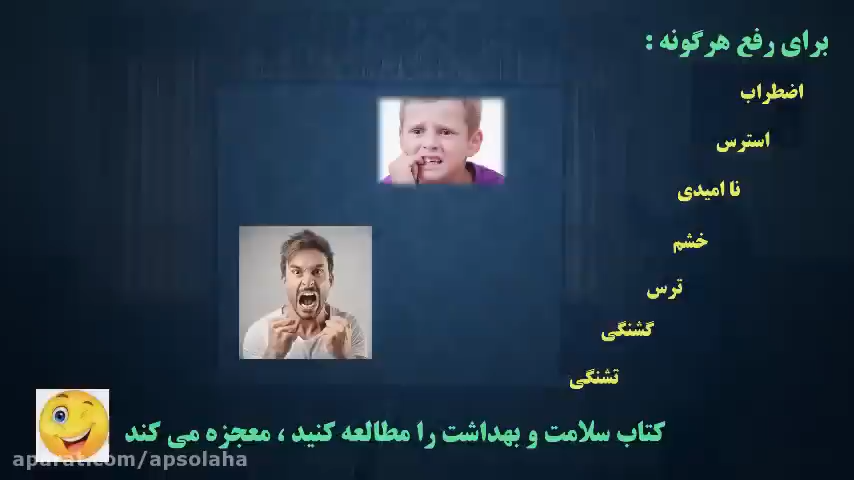 برای رفع هرگونه :
اضطراب
استرس
نا امیدی
خشم
ترس
گشنگی
تشنگی
کتاب سلامت و بهداشت را مطالعه کنید ، معجزه می کند
aparat.com/apsolaha